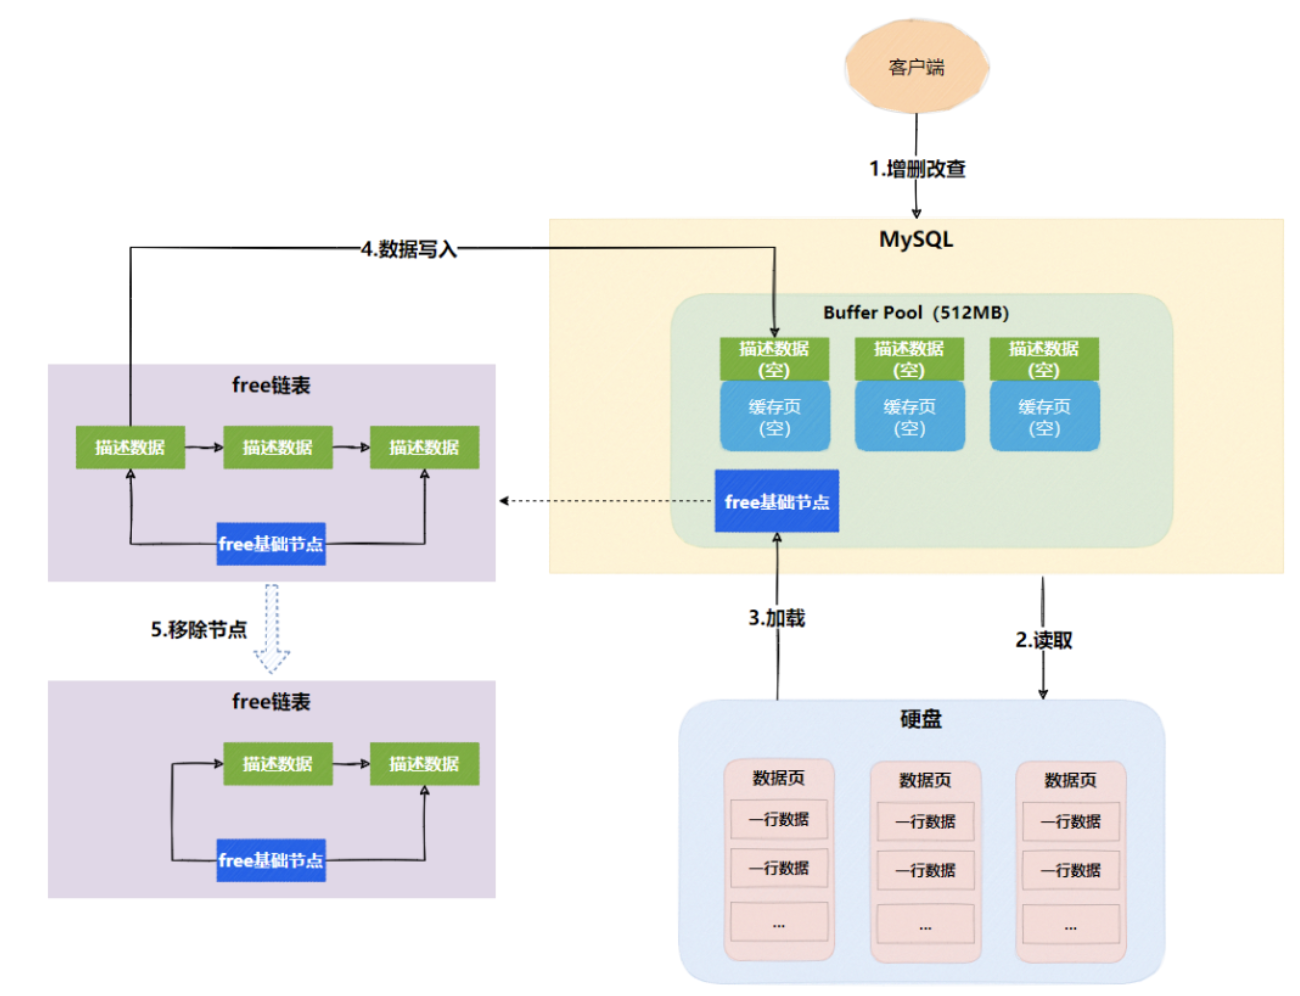 客户端
1.增删改查
MySQL
4.数据写入
Buffer Pool（512MB）
描述数据
(空)
描述数据
(空)
描述数据
(空)
缓存页
(空)
缓存页
(空)
缓存页
(空)
free基础节点
free链表
描述数据
描述数据
描述数据
free基础节点
5.移除节点
3.加载
2.读取
free链表
描述数据
描述数据
free基础节点
硬盘
数据页
一行数据
一行数据
...
数据页
一行数据
一行数据
...
数据页
一行数据
一行数据
...